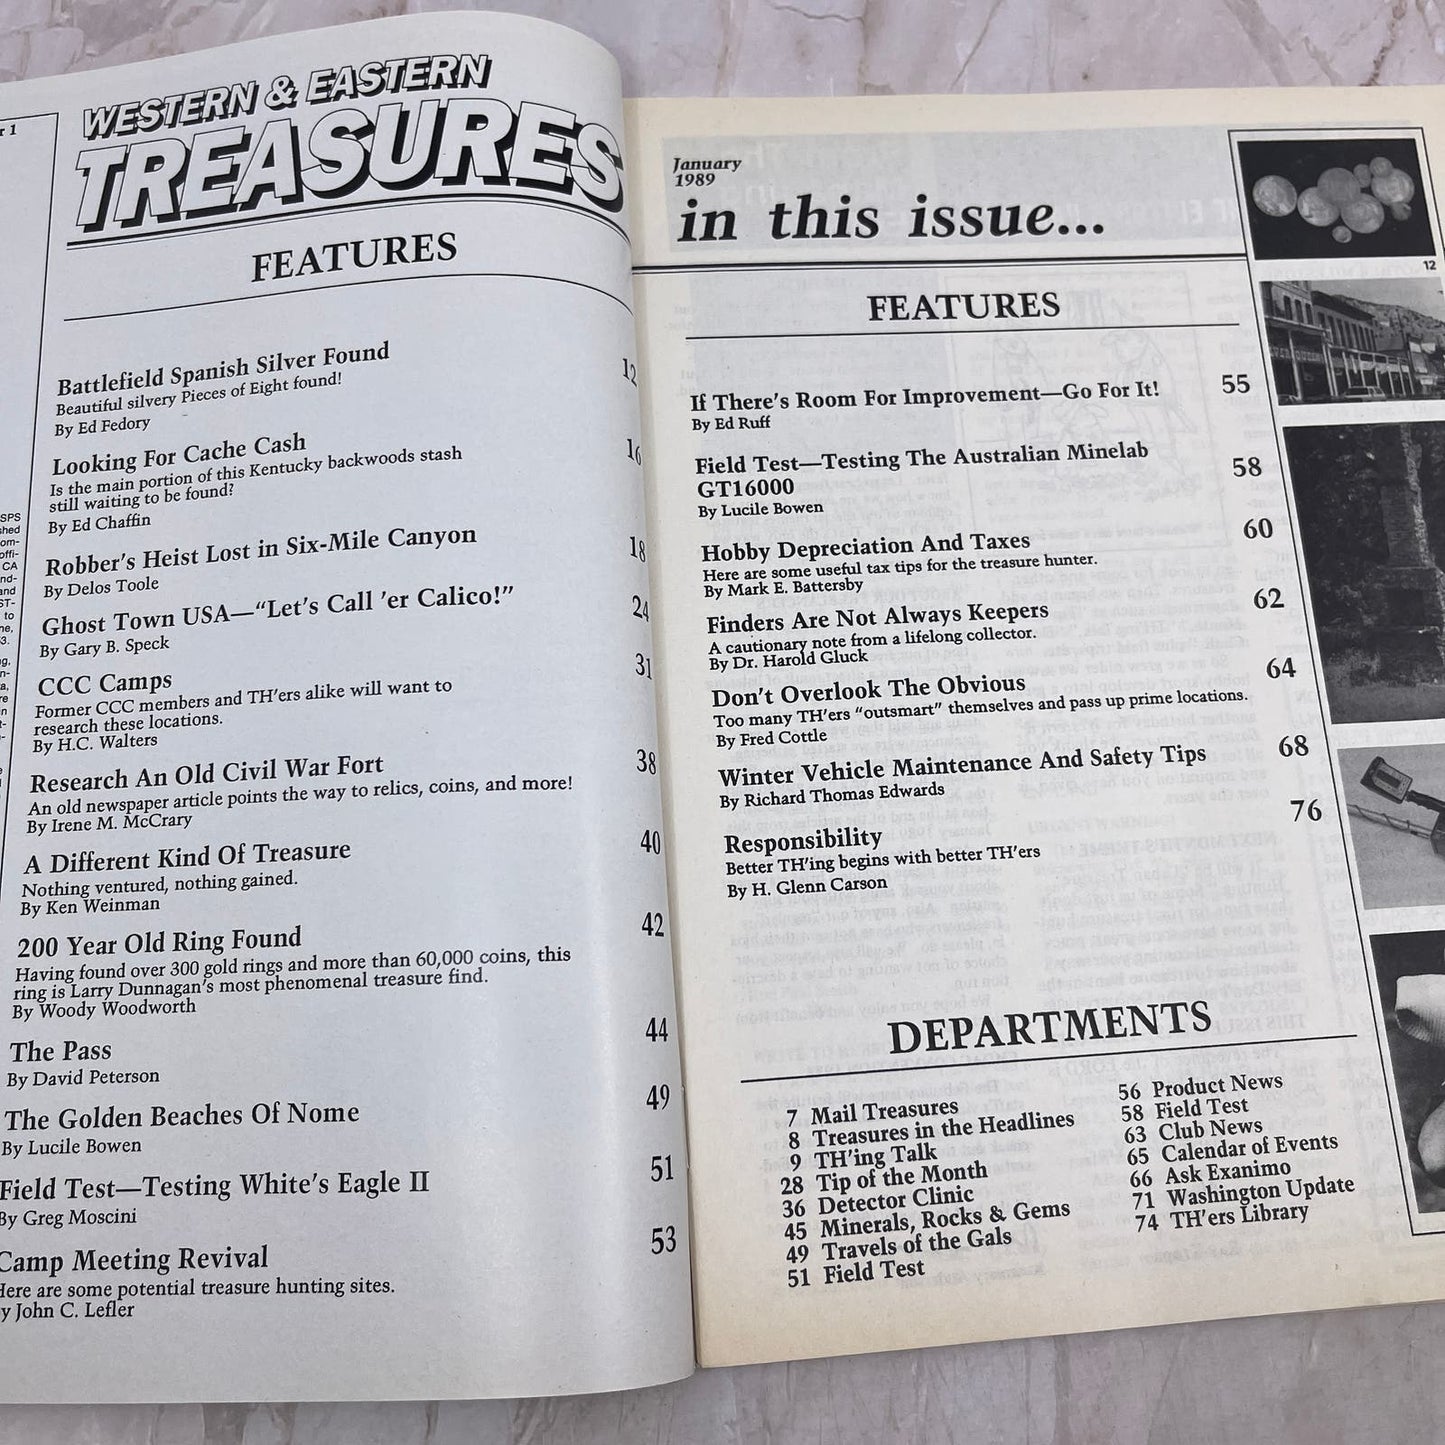 r 1
WESTERN & EASTERN
TREASURES
FEATURES
Battlefield Spanish Silver Found 12
Beautiful silvery Pieces of Eight found!
By Ed Fedory
Looking For Cache Cash 16
Is the main portion of this Kentucky backwoods stash
still waiting to be found?
By Ed Chaffin
Robber's Heist Lost in Six-Mile Canyon 18
By Delos Toole
Ghost Town USA—"Let's Call 'er Calico!" 24
By Gary B. Speck
CCC Camps 31
Former CCC members and TH'ers alike will want to
research these locations.
By H.C. Walters
Research An Old Civil War Fort 38
An old newspaper article points the way to relics, coins, and more!
By Irene M. McCrary
A Different Kind Of Treasure 40
Nothing ventured, nothing gained.
By Ken Weinman
200 Year Old Ring Found 42
Having found over 300 gold rings and more than 60,000 coins, this
ring is Larry Dunnagan's most phenomenal treasure find.
By Woody Woodworth
The Pass 44
By David Peterson
The Golden Beaches Of Nome 49
By Lucile Bowen
Field Test—Testing White's Eagle II 51
By Greg Moscini
Camp Meeting Revival 53
Here are some potential treasure hunting sites.
y John C. Lefler
January
1989
in this issue...
FEATURES
If There's Room For Improvement—Go For It! 55
By Ed Ruff
Field Test—Testing The Australian Minelab
GT16000 58
By Lucile Bowen
Hobby Depreciation And Taxes 60
Here are some useful tax tips for the treasure hunter.
By Mark E. Battersby
Finders Are Not Always Keepers 62
A cautionary note from a lifelong collector.
By Dr. Harold Gluck
Don't Overlook The Obvious 64
Too many TH'ers "outsmart" themselves and pass up prime locations.
By Fred Cottle
Winter Vehicle Maintenance And Safety Tips 68
By Richard Thomas Edwards
Responsibility 76
Better TH'ing begins with better TH'ers
By H. Glenn Carson
DEPARTMENTS
7 Mail Treasures
8 Treasures in the Headlines
9 TH'ing Talk
28 Tip of the Month
36 Detector Clinic
45 Minerals, Rocks & Gems
49 Travels of the Gals
51 Field Test
56 Product News
58 Field Test
63 Club News
65 Calendar of Events
66 Ask Exanimo
71 Washington Update
74 TH'ers Library
12